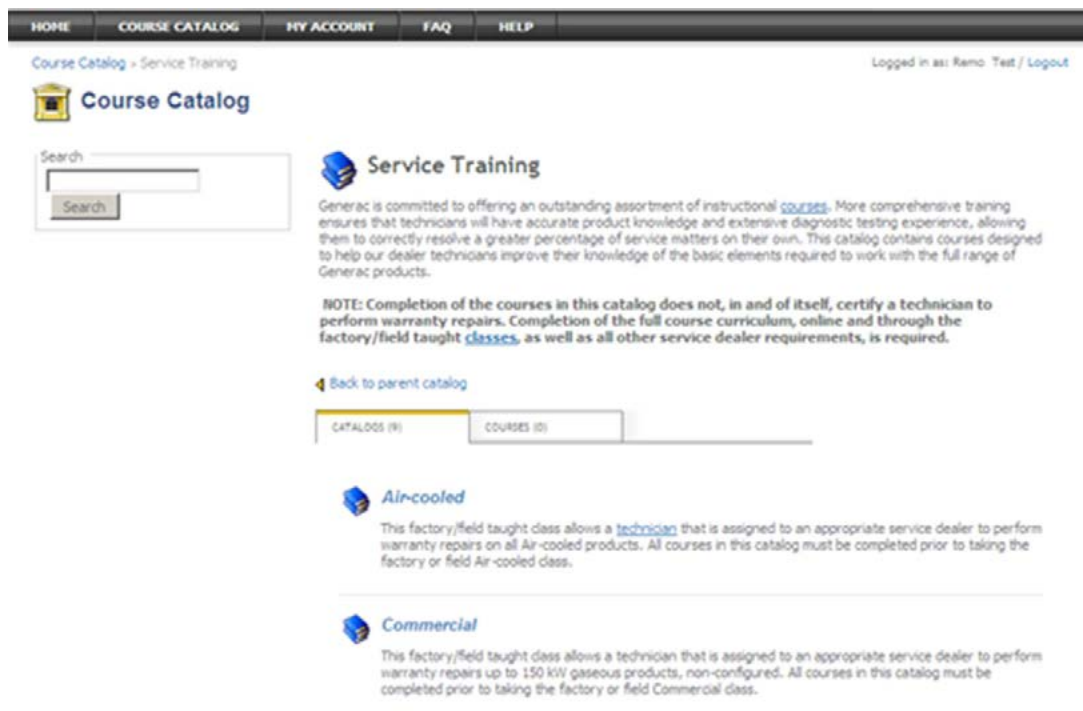 HOME COURSE CATALOG MY ACCOUNT FAQ HELP
Course Catalog » Service Training
Logged in as: Remo Test / Logout
Course Catalog
Search
Search
Service Training
Generac is committed to offering an outstanding assortment of instructional courses. More comprehensive training
ensures that technicians will have accurate product knowledge and extensive diagnostic testing experience, allowing
them to correctly resolve a greater percentage of service matters on their own. This catalog contains courses designed
to help our dealer technicians improve their knowledge of the basic elements required to work with the full range of
Generac products.
NOTE: Completion of the courses in this catalog does not, in and of itself, certify a technician to
perform warranty repairs. Completion of the full course curriculum, online and through the
factory/field taught classes, as well as all other service dealer requirements, is required.
Back to parent catalog
CATALOGS (9) COURSES (0)
Air-cooled
This factory/field taught class allows a technician that is assigned to an appropriate service dealer to perform
warranty repairs on all Air-cooled products. All courses in this catalog must be completed prior to taking the
factory or field Air-cooled class.
Commercial
This factory/field taught class allows a technician that is assigned to an appropriate service dealer to perform
warranty repairs up to 150 kW gaseous products, non-configured. All courses in this catalog must be
completed prior to taking the factory or field Commercial class.